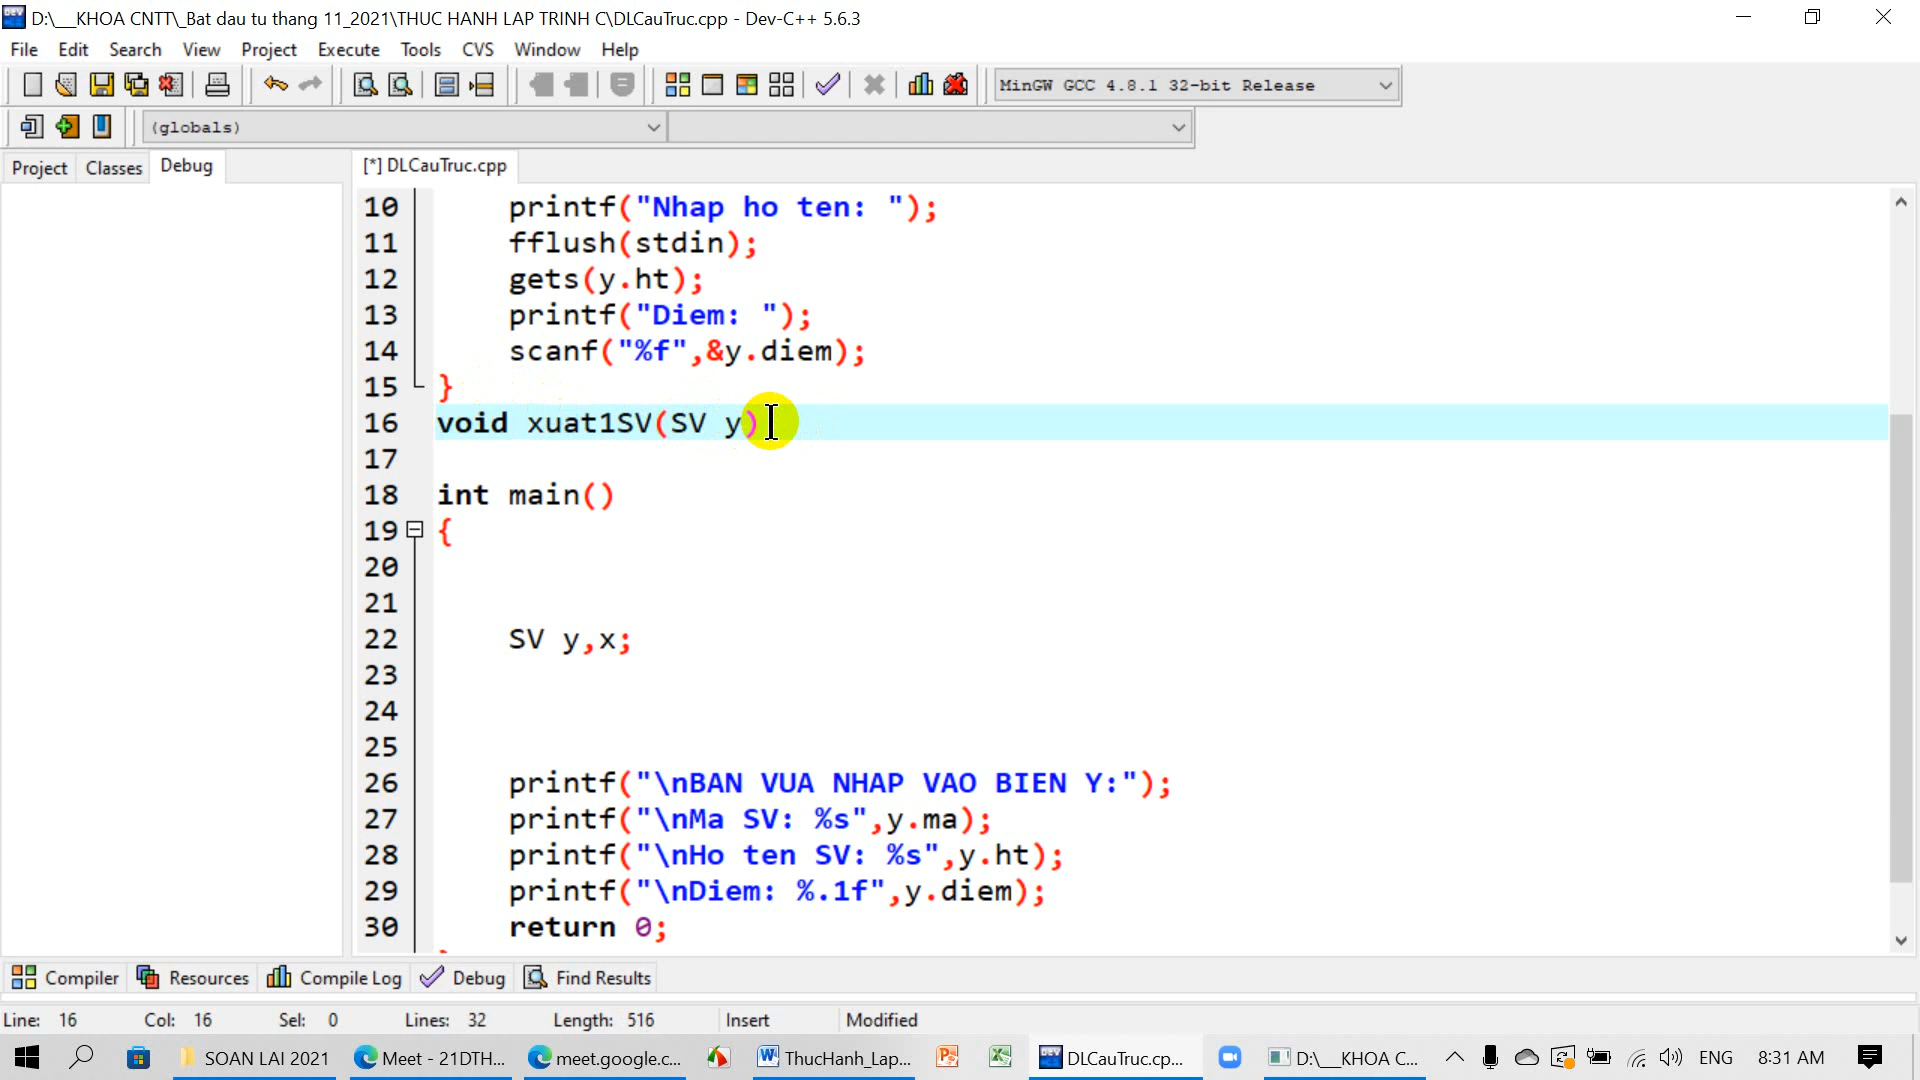 D:\__KHOA CNTT\_Bat dau tu thang 11_2021\THUC HANH LAP TRINH C\DLCauTruc.cpp - Dev-C++ 5.6.3
File Edit Search View Project Execute Tools CVS Window Help
MinGW GCC 4.8.1 32-bit Release
(globals)
Project Classes Debug
[*] DLCauTruc.cpp
10 printf("Nhap ho ten: ");
11 fflush(stdin);
12 gets(y.ht);
13 printf("Diem: ");
14 scanf("%f",&y.diem);
15 }
16 void xuat1SV(SV y)
17
18 int main()
19 {
20
21
22 SV y,x;
23
24
25
26 printf("\nBAN VUA NHAP VAO BIEN Y:");
27 printf("\nMa SV: %s",y.ma);
28 printf("\nHo ten SV: %s",y.ht);
29 printf("\nDiem: %.1f",y.diem);
30 return 0;
Compiler Resources Compile Log Debug Find Results
Line: 16 Col: 16 Sel: 0 Lines: 32 Length: 516 Insert Modified
SOAN LAI 2021 Meet - 21DTH... meet.google.c... ThucHanh_Lap... DLCauTruc.cp... D:\__KHOA C... ENG 8:31 AM